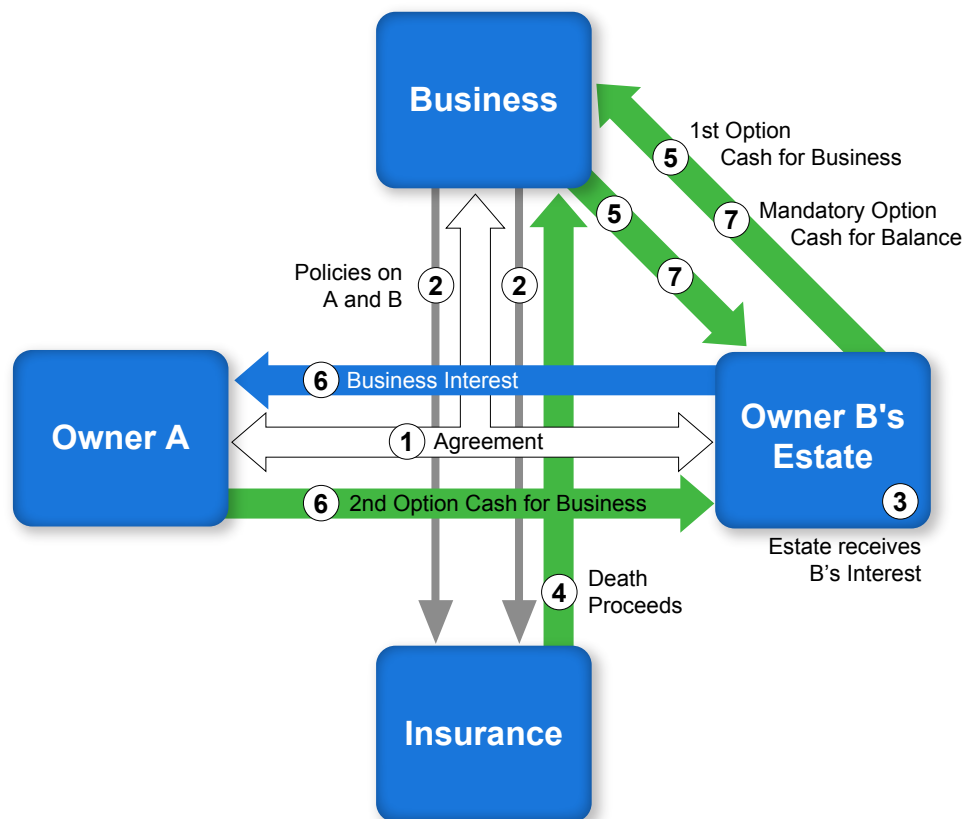 Business
1st Option
Cash for Business
5
5
7
Mandatory Option
Cash for Balance
7
Policies on
A and B
2
2
6 Business Interest
Owner A
Owner B's
Estate
1 Agreement
6 2nd Option Cash for Business
3
Estate receives
B’s Interest
4
Death
Proceeds
Insurance